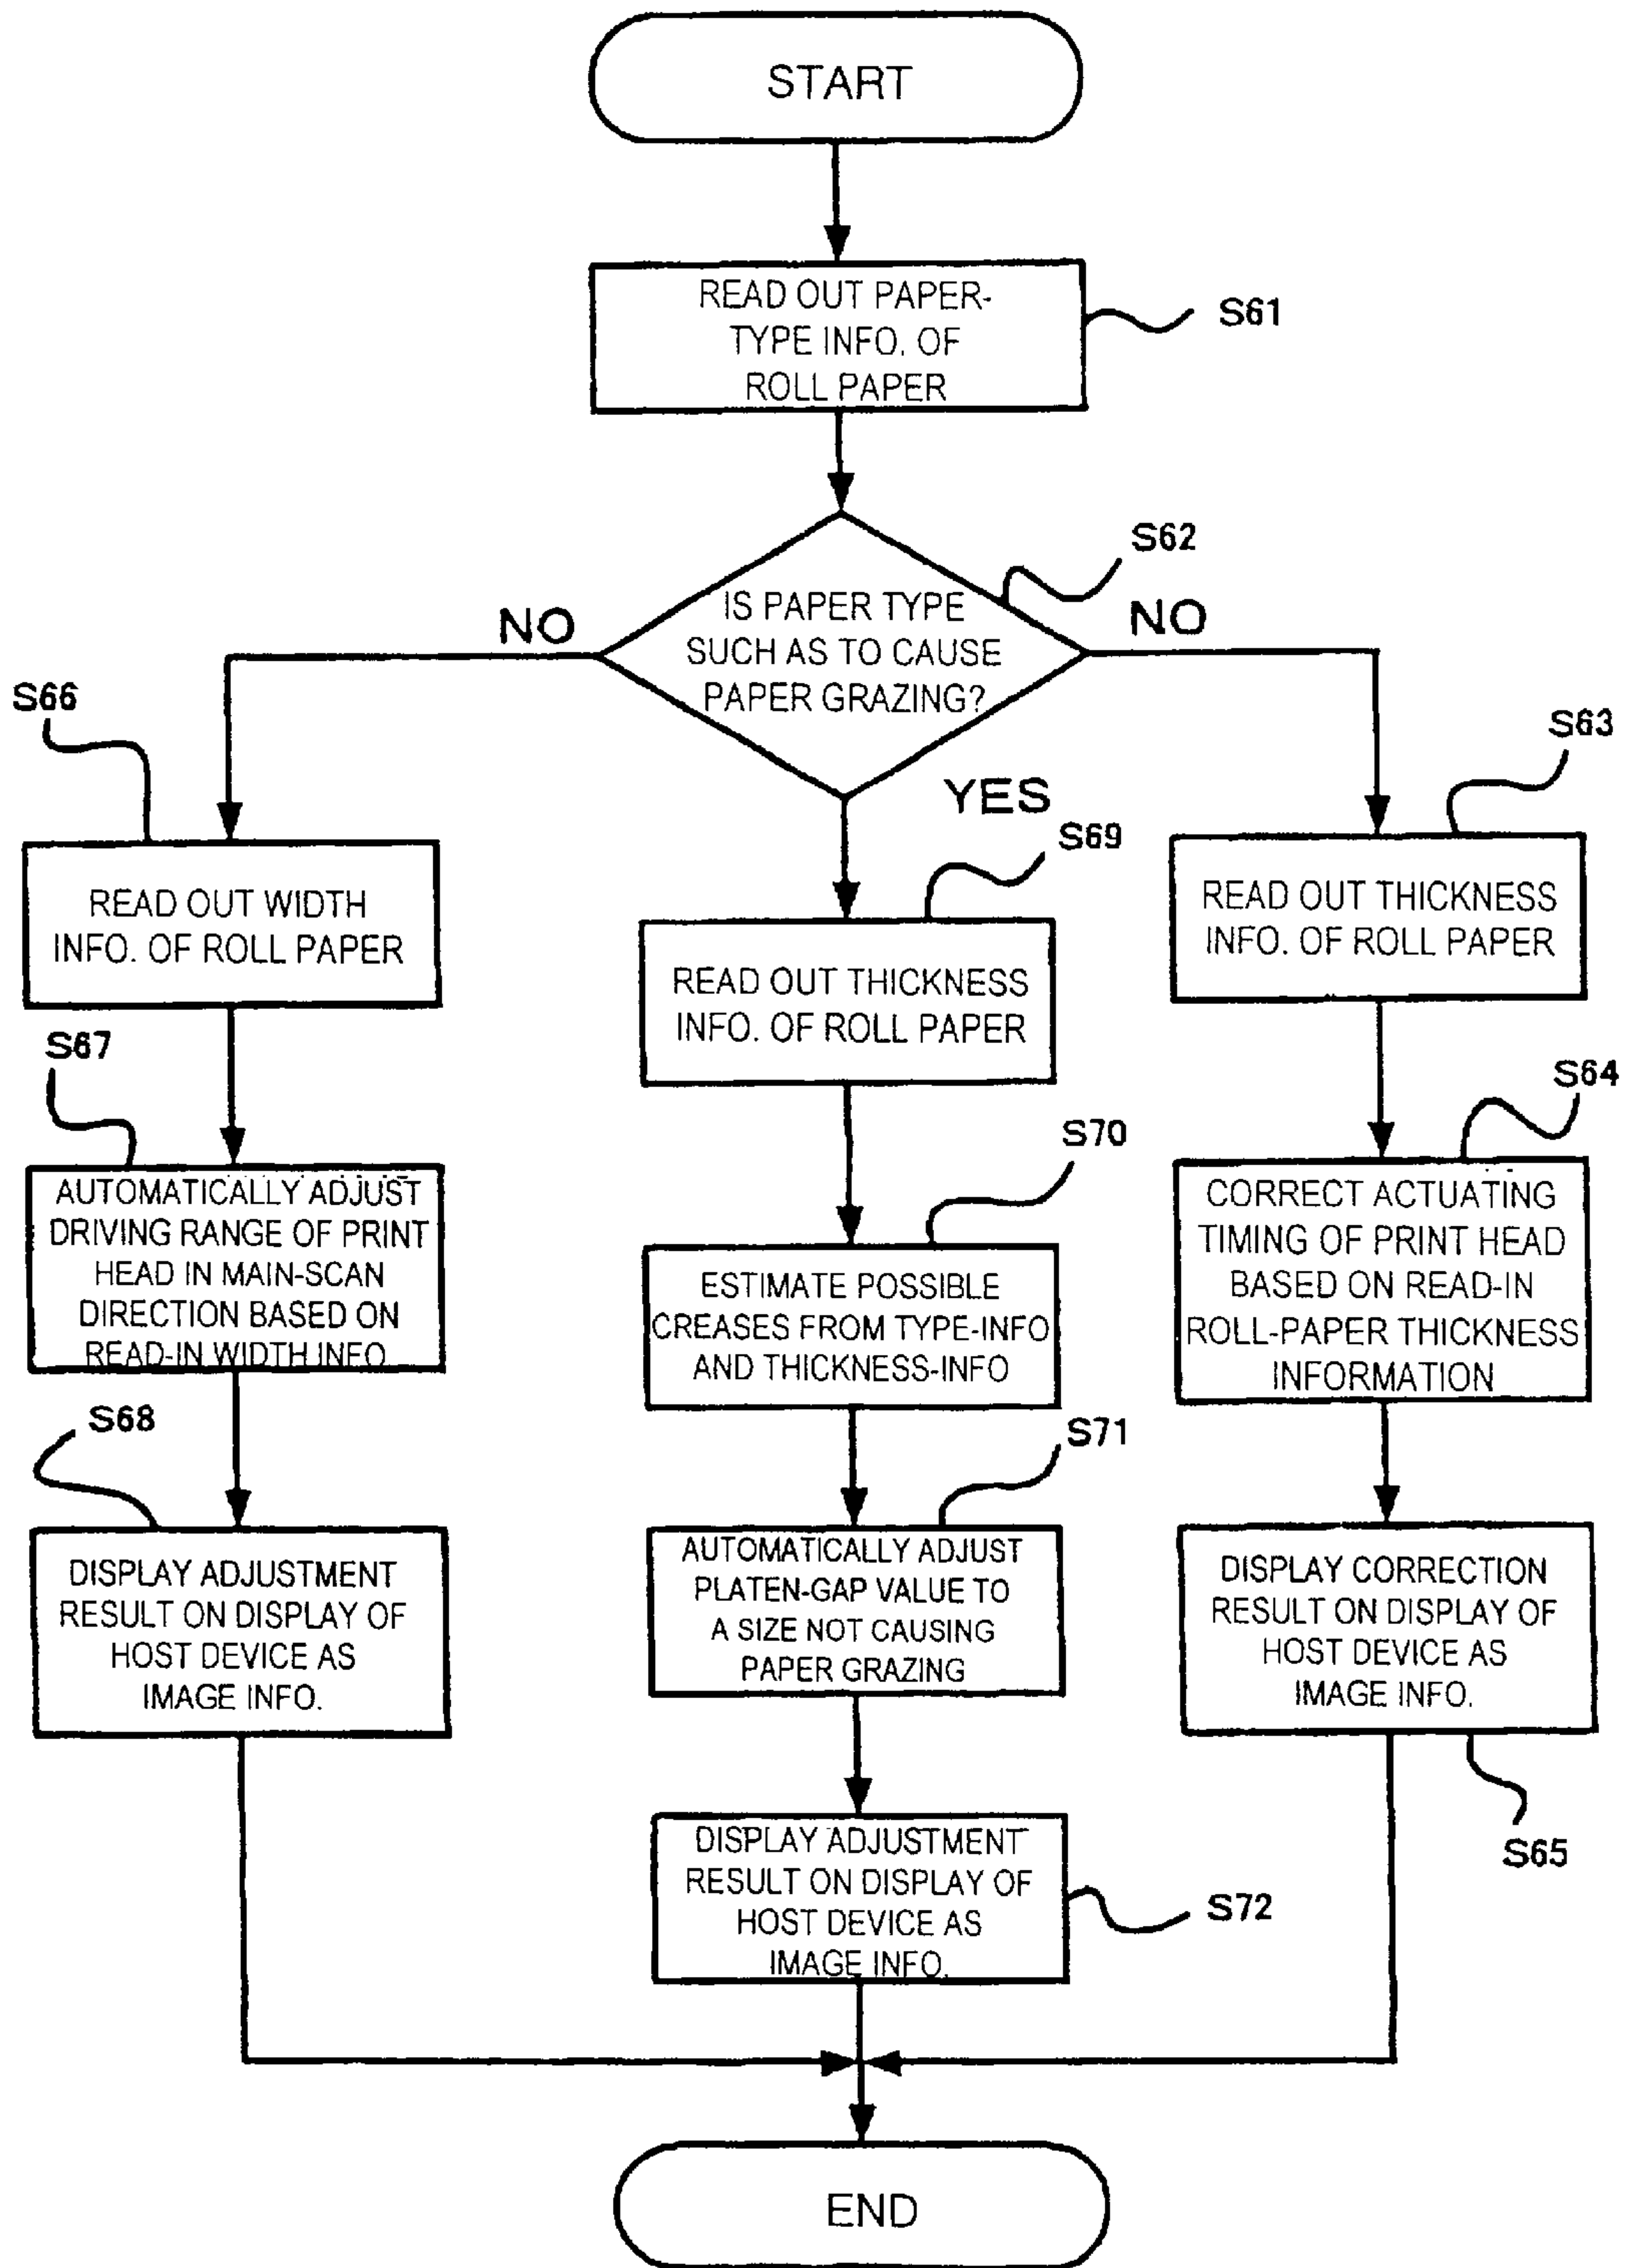 START
READ OUT PAPER-
TYPE INFO. OF
ROLL PAPER
S61
IS PAPER TYPE
SUCH AS TO CAUSE
PAPER GRAZING?
S62
NO
NO
YES
S66
READ OUT WIDTH
INFO. OF ROLL PAPER
S67
AUTOMATICALLY ADJUST
DRIVING RANGE OF PRINT
HEAD IN MAIN-SCAN
DIRECTION BASED ON
READ-IN WIDTH INFO
S68
DISPLAY ADJUSTMENT
RESULT ON DISPLAY OF
HOST DEVICE AS
IMAGE INFO.
S69
READ OUT THICKNESS
INFO. OF ROLL PAPER
S70
ESTIMATE POSSIBLE
CREASES FROM TYPE-INFO
AND THICKNESS-INFO
S71
AUTOMATICALLY ADJUST
PLATEN-GAP VALUE TO
A SIZE NOT CAUSING
PAPER GRAZING
DISPLAY ADJUSTMENT
RESULT ON DISPLAY OF
HOST DEVICE AS
IMAGE INFO.
S72
S63
READ OUT THICKNESS
INFO. OF ROLL PAPER
S64
CORRECT ACTUATING
TIMING OF PRINT HEAD
BASED ON READ-IN
ROLL-PAPER THICKNESS
INFORMATION
DISPLAY CORRECTION
RESULT ON DISPLAY OF
HOST DEVICE AS
IMAGE INFO.
S65
END